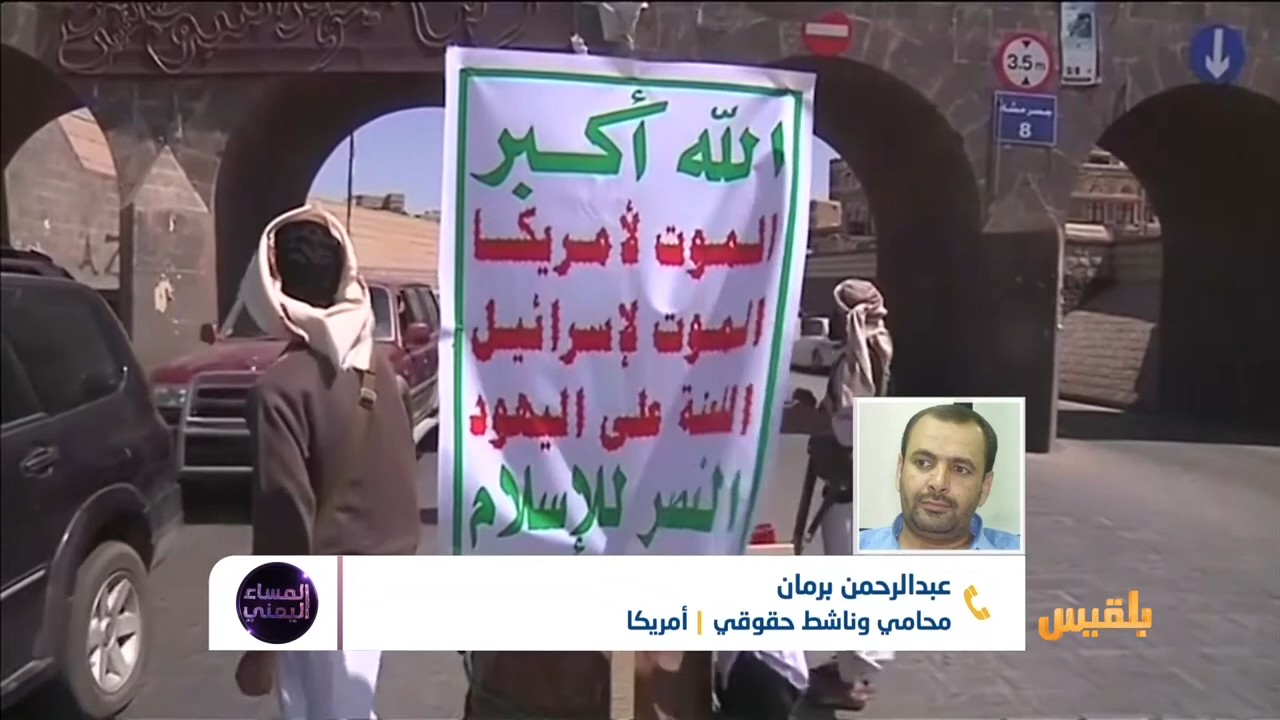 3.5 m
8
الله أكبر
الموت لأمريكا
الموت لإسرائيل
اللعنة على اليهود
النصر للإسلام
عبدالرحمن برمان
محامي وناشط حقوقي | أمريكا
المساء
اليمني
بلقيس